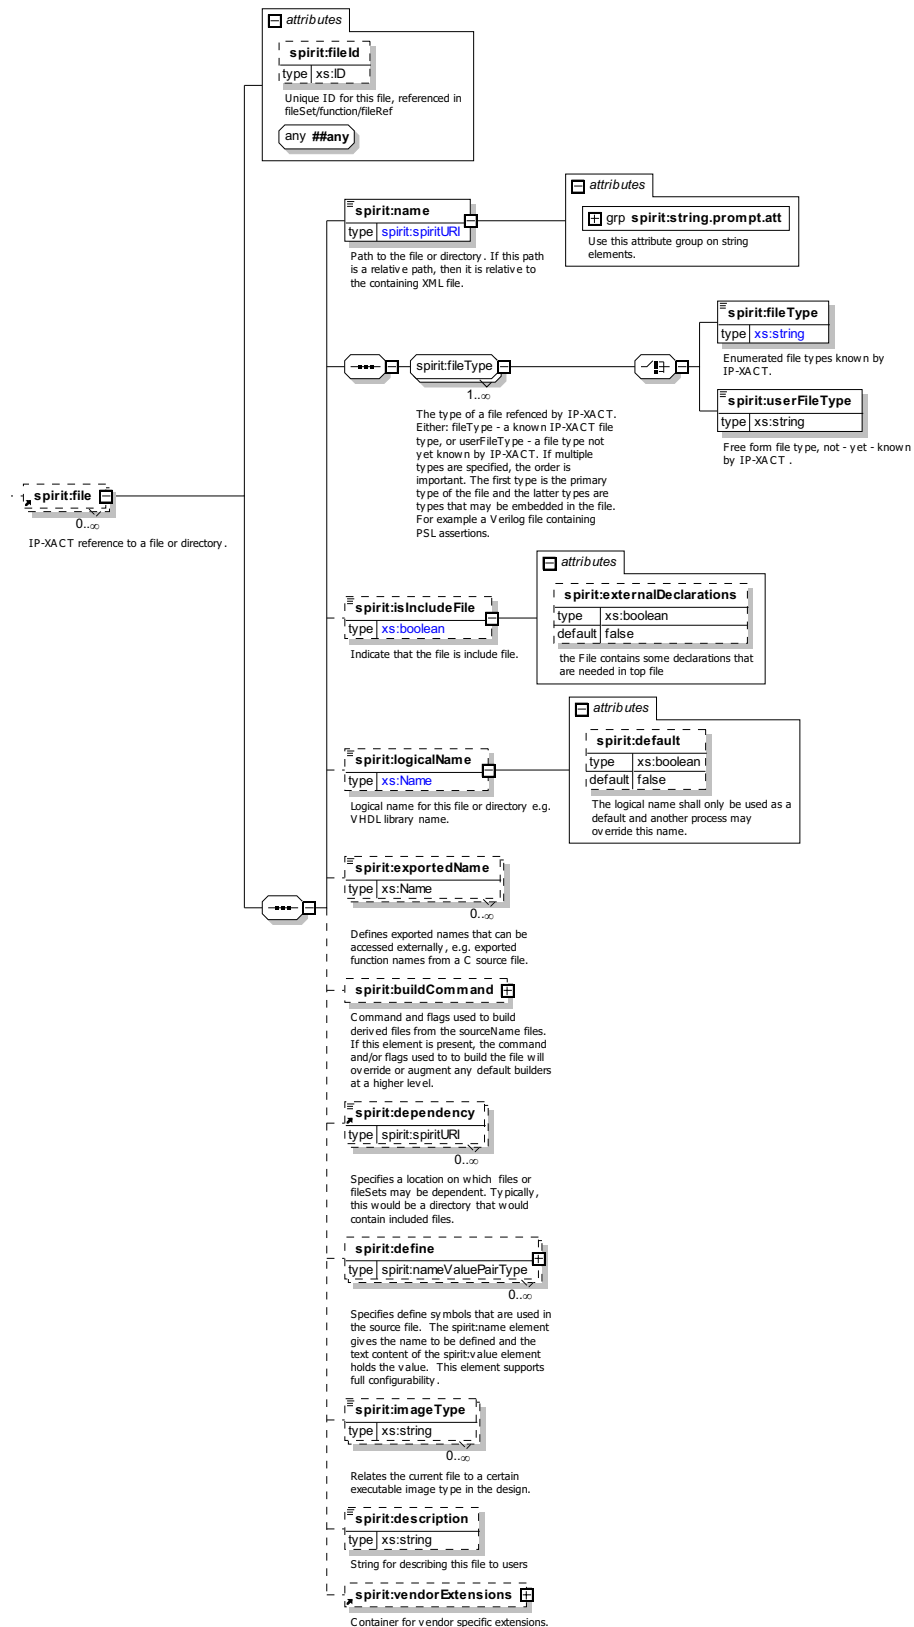 attributes
spirit:fileId
type xs:ID
Unique ID for this file, referenced in
fileSet/function/fileRef
any ##any
spirit:file
0..∞
IP-XACT reference to a file or directory.
spirit:name
type spirit:spiritURI
Path to the file or directory. If this path
is a relative path, then it is relative to
the containing XML file.
attributes
grp spirit:string.prompt.att
Use this attribute group on string
elements.
spirit:fileType
1..∞
The type of a file refenced by IP-XACT.
Either: fileType - a known IP-XACT file
type, or userFileType - a file type not
yet known by IP-XACT. If multiple
types are specified, the order is
important. The first type is the primary
type of the file and the latter types are
types that may be embedded in the file.
For example a Verilog file containing
PSL assertions.
spirit:fileType
type xs:string
Enumerated file types known by
IP-XACT.
spirit:userFileType
type xs:string
Free form file type, not - yet - known
by IP-XACT .
spirit:isIncludeFile
type xs:boolean
Indicate that the file is include file.
attributes
spirit:externalDeclarations
type xs:boolean
default false
the File contains some declarations that
are needed in top file
spirit:logicalName
type xs:Name
Logical name for this file or directory e.g.
VHDL library name.
attributes
spirit:default
type xs:boolean
default false
The logical name shall only be used as a
default and another process may
override this name.
spirit:exportedName
type xs:Name
0..∞
Defines exported names that can be
accessed externally, e.g. exported
function names from a C source file.
spirit:buildCommand
Command and flags used to build
derived files from the sourceName files.
If this element is present, the command
and/or flags used to to build the file will
override or augment any default builders
at a higher level.
spirit:dependency
type spirit:spiritURI
0..∞
Specifies a location on which files or
fileSets may be dependent. Typically,
this would be a directory that would
contain included files.
spirit:define
type spirit:nameValuePairType
0..∞
Specifies define symbols that are used in
the source file. The spirit:name element
gives the name to be defined and the
text content of the spirit:value element
holds the value. This element supports
full configurability.
spirit:imageType
type xs:string
0..∞
Relates the current file to a certain
executable image type in the design.
spirit:description
type xs:string
String for describing this file to users
spirit:vendorExtensions
Container for vendor specific extensions.